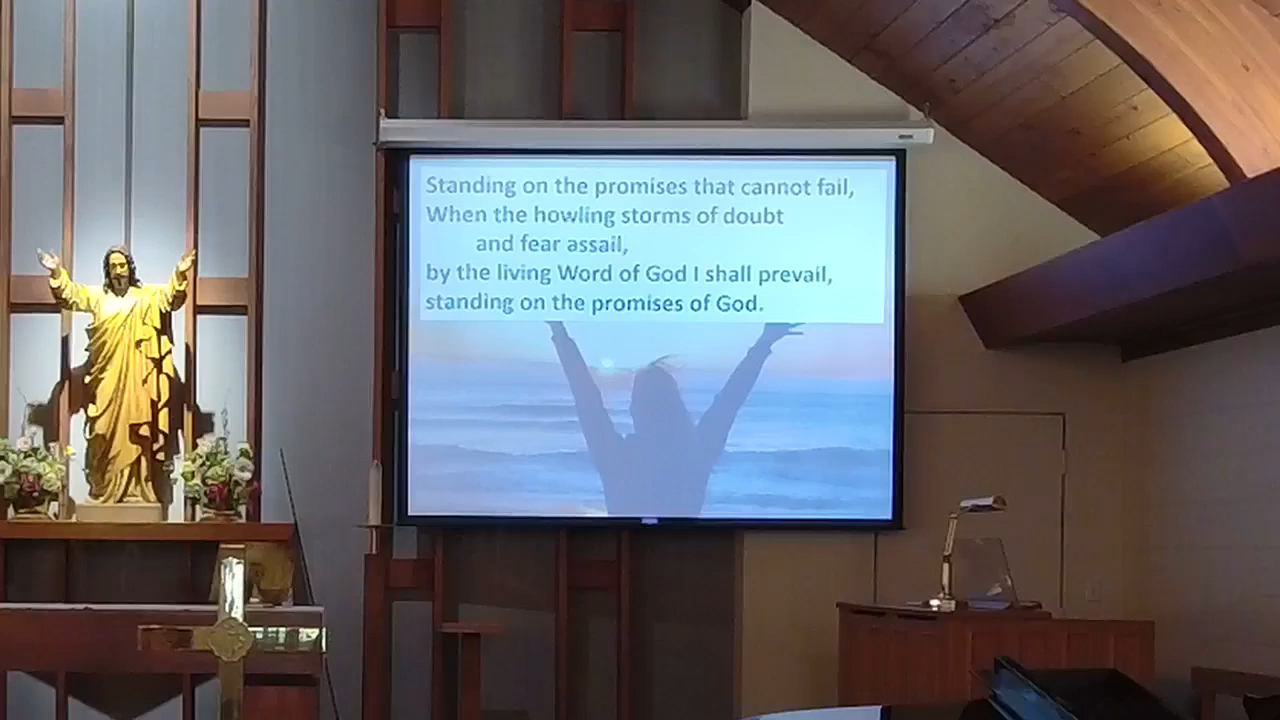 Standing on the promises that cannot fail,
When the howling storms of doubt
and fear assail,
by the living Word of God I shall prevail,
standing on the promises of God.